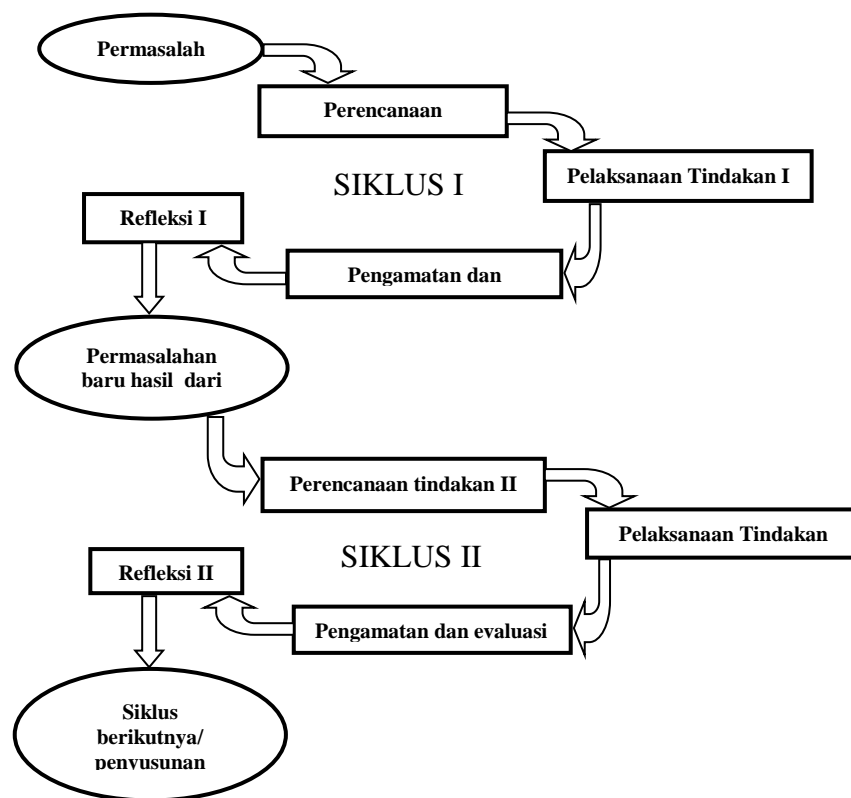 Permasalah
Perencanaan
Pelaksanaan Tindakan I
SIKLUS I
Refleksi I
Pengamatan dan
Permasalahan
baru hasil dari
Perencanaan tindakan II
Pelaksanaan Tindakan
SIKLUS II
Refleksi II
Pengamatan dan evaluasi
Siklus
berikutnya/
penyusunan